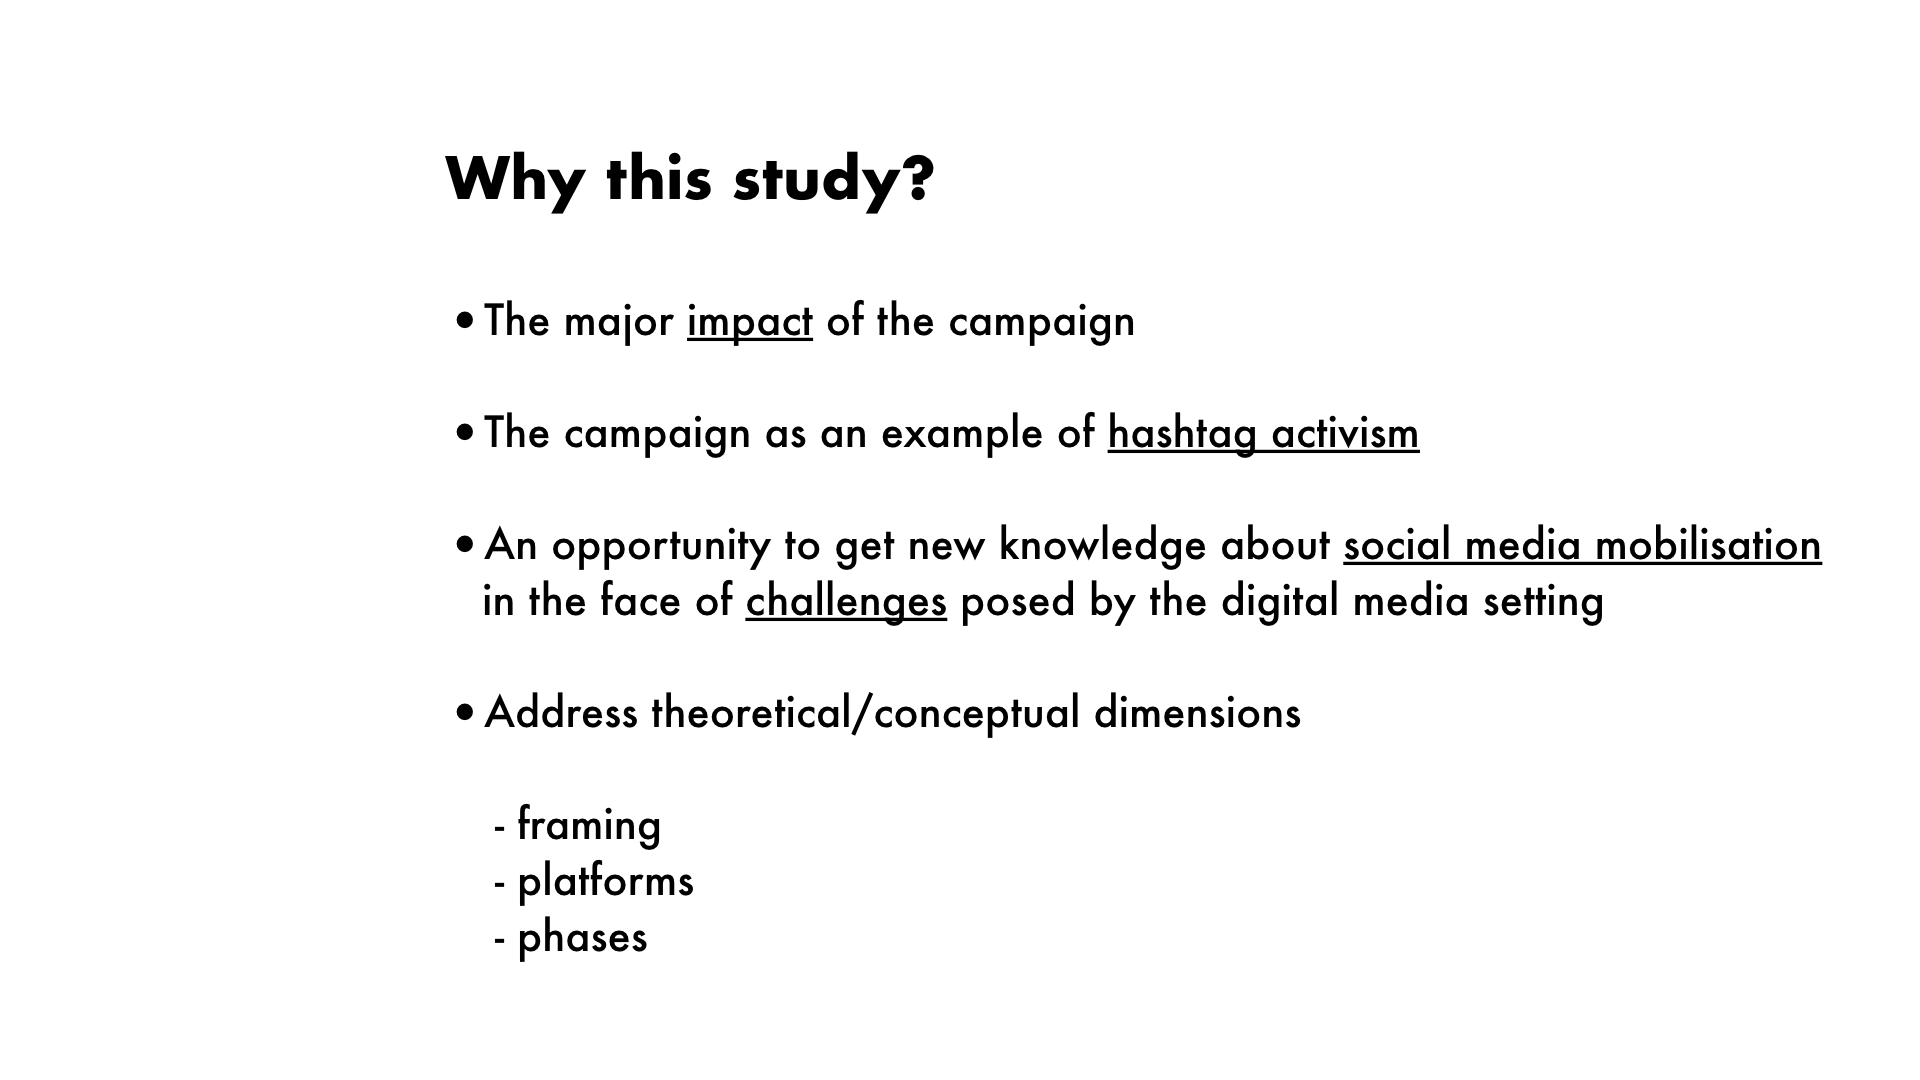 Why this study?
•The major impact of the campaign
•The campaign as an example of hashtag activism
•An opportunity to get new knowledge about social media mobilisation
in the face of challenges posed by the digital media setting
•Address theoretical/conceptual dimensions
- framing
- platforms
- phases